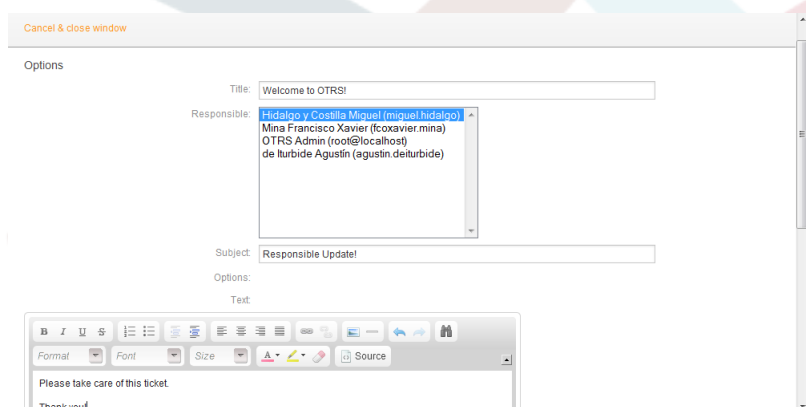 Cancel & close window
Options
Title: Welcome to OTRS!
Responsible: Hidalgo y Costilla Miguel (miguel.hidalgo)
Mina Francisco Xavier (fcoxavier.mina)
OTRS Admin (root@localhost)
de Iturbide Agustín (agustin.deiturbide)
Subject: Responsible Update!
Options:
Text:
B I U S
Format Font Size A Source
Please take care of this ticket.
Thank you!